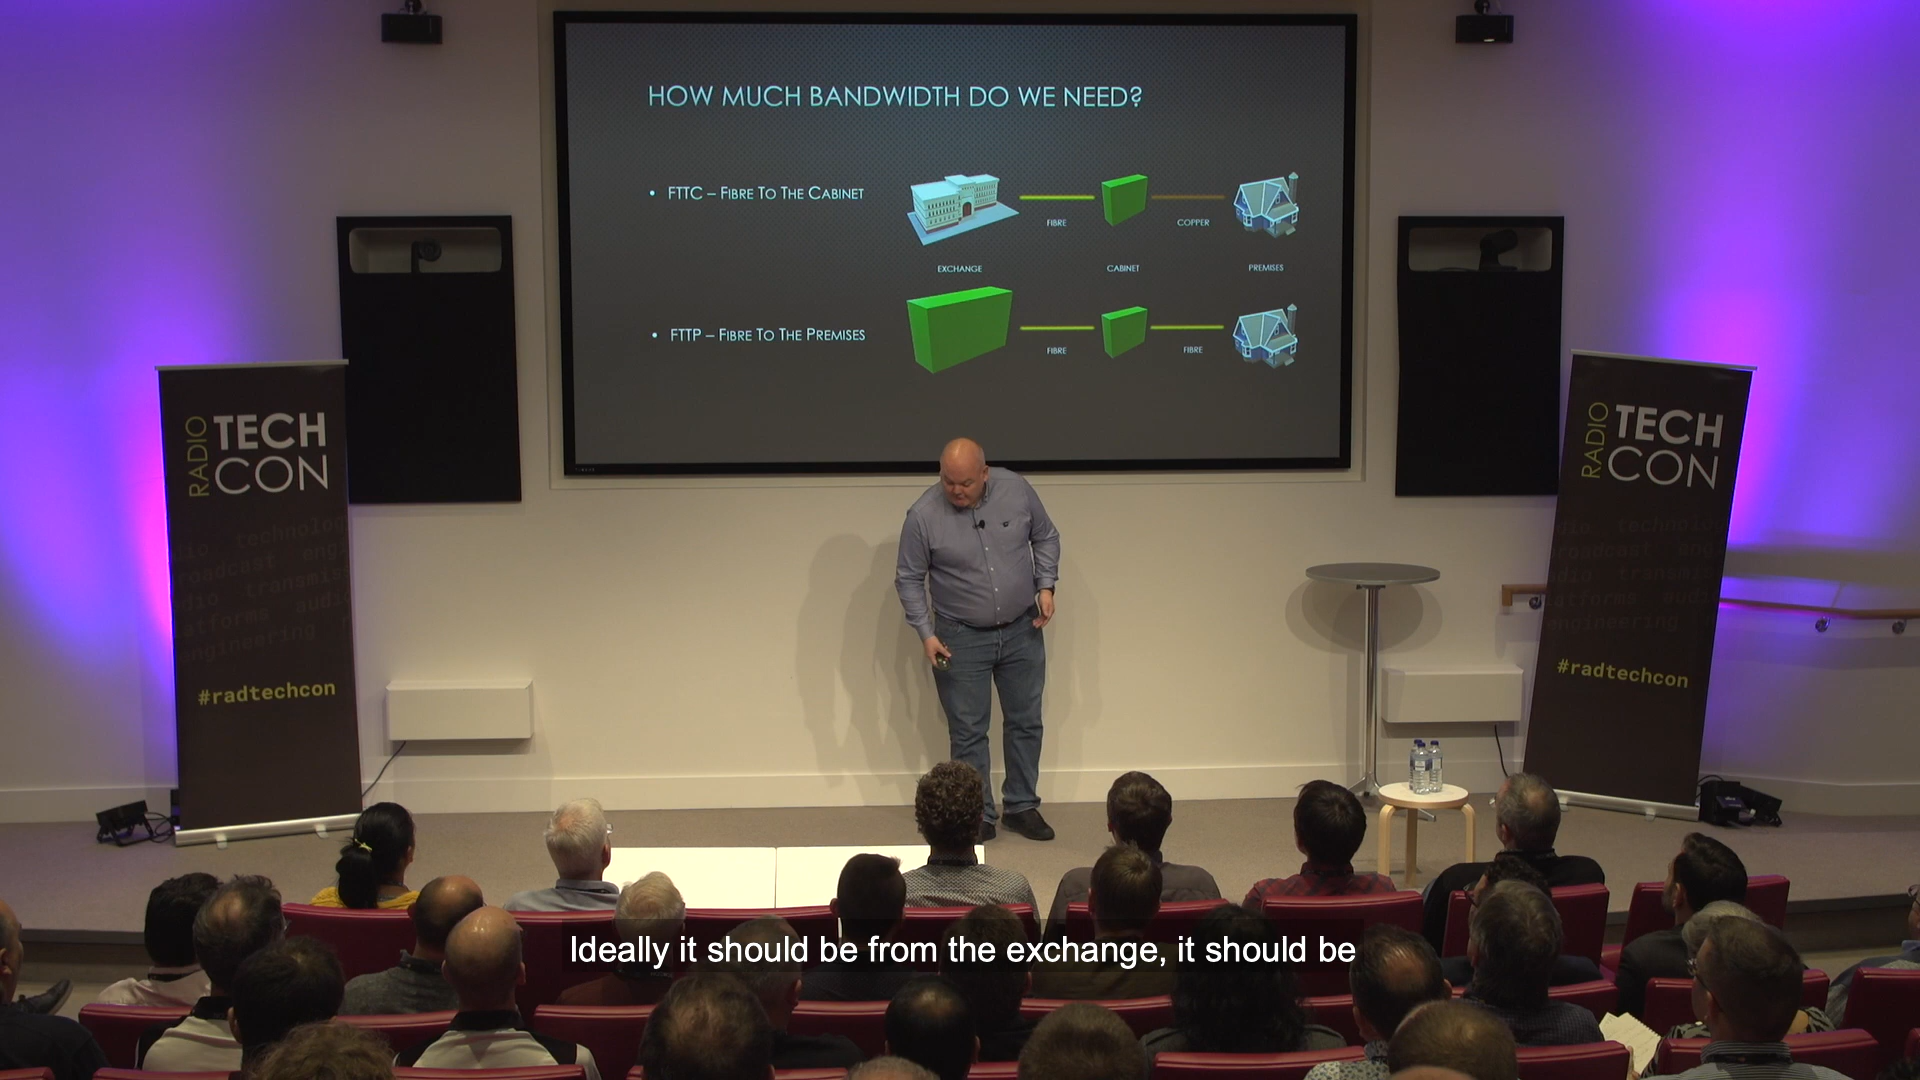 HOW MUCH BANDWIDTH DO WE NEED?
• FTTC – FIBRE TO THE CABINET
FIBRE
COPPER
EXCHANGE
CABINET
PREMISES
• FTTP – FIBRE TO THE PREMISES
FIBRE
FIBRE
RADIO
TECH
CON
#radtechcon
RADIO
TECH
CON
#radtechcon
Ideally it should be from the exchange, it should be